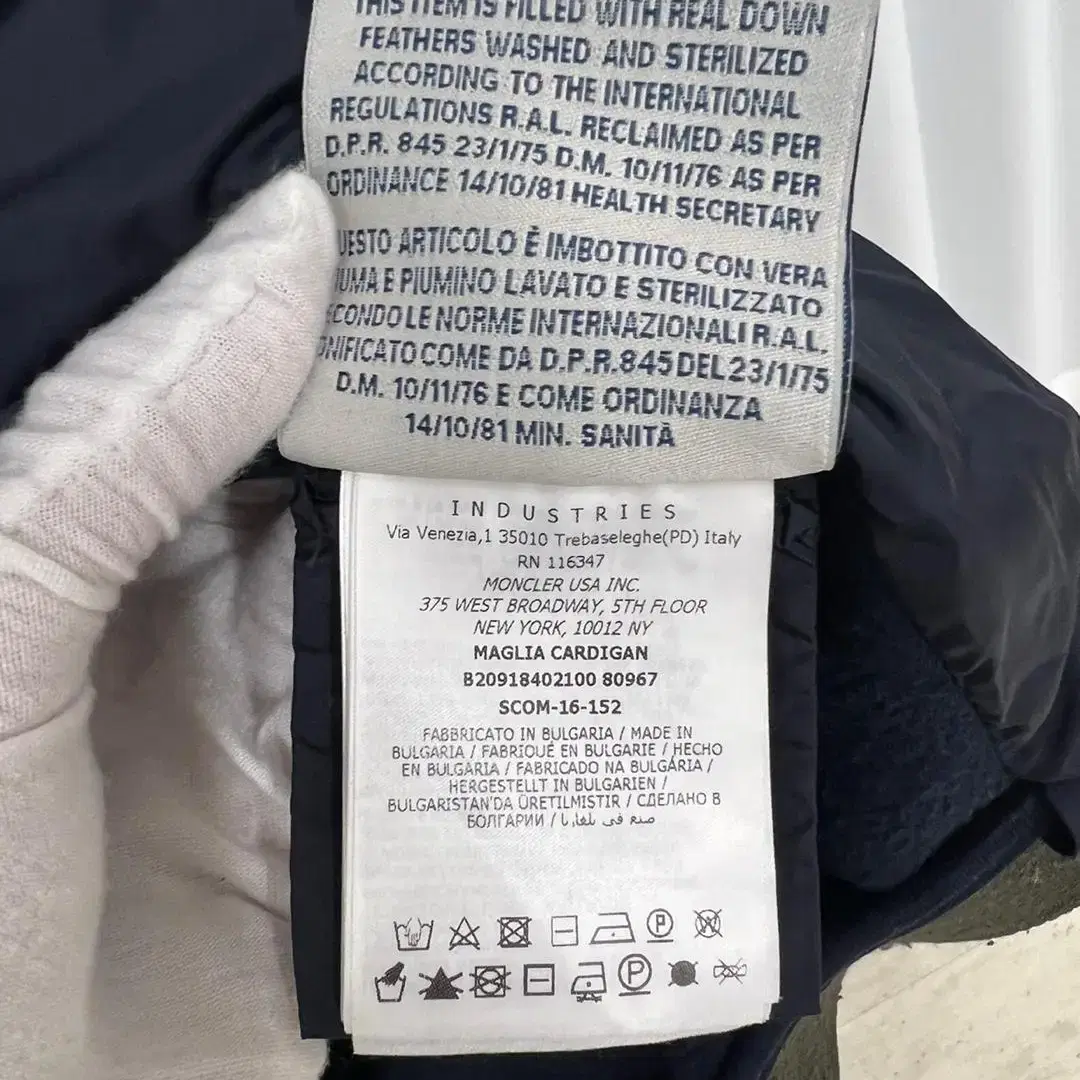 THIS ITEM IS FILLED WITH REAL DOWN
FEATHERS WASHED AND STERILIZED
ACCORDING TO THE INTERNATIONAL
REGULATIONS R.A.L. RECLAIMED AS PER
D.P.R. 845 23/1/75 D.M. 10/11/76 AS PER
ORDINANCE 14/10/81 HEALTH SECRETARY
UESTO ARTICOLO È IMBOTTITO CON VERA
IUMA E PIUMINO LAVATO E STERILIZZATO
CONDO LE NORME INTERNAZIONALI R.A.L.
NIFICATO COME DA D.P.R.845 DEL 23/1/75
D.M. 10/11/76 E COME ORDINANZA
14/10/81 MIN. SANITÀ
INDUSTRIES
Via Venezia,1 35010 Trebaseleghe(PD) Italy
RN 116347
MONCLER USA INC.
375 WEST BROADWAY, 5TH FLOOR
NEW YORK, 10012 NY
MAGLIA CARDIGAN
B20918402100 80967
SCOM-16-152
FABBRICATO IN BULGARIA / MADE IN
BULGARIA / FABRIQUÉ EN BULGARIE / HECHO
EN BULGARIA / FABRICADO NA BULGÁRIA /
HERGESTELLT IN BULGARIEN /
BULGARISTAN'DA ÜRETILMISTIR / СДЕЛАНО В
БОЛГАРИИ / صنع في بلغاريا
P
W
P